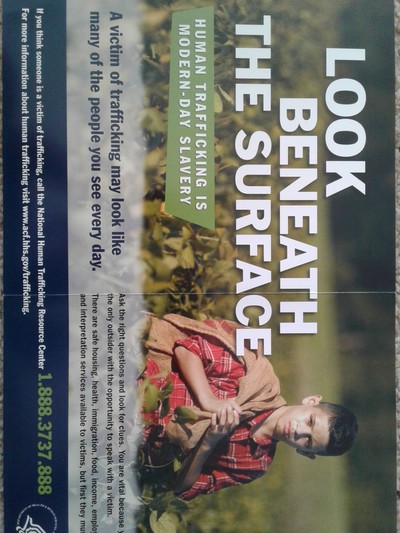 LOOK
BENEATH
THE SURFACE
HUMAN TRAFFICKING IS
MODERN-DAY SLAVERY
A victim of trafficking may look like
many of the people you see every day.
Ask the right questions and look for clues. You are vital because y
the only outsider with the opportunity to speak with a victim.
There are safe housing, health, immigration, food, income, employ
and interpretation services available to victims, but first they mu
If you think someone is a victim of trafficking, call the National Human Trafficking Resource Center 1.888.3737.888
For more information about human trafficking visit www.acf.hhs.gov/trafficking.